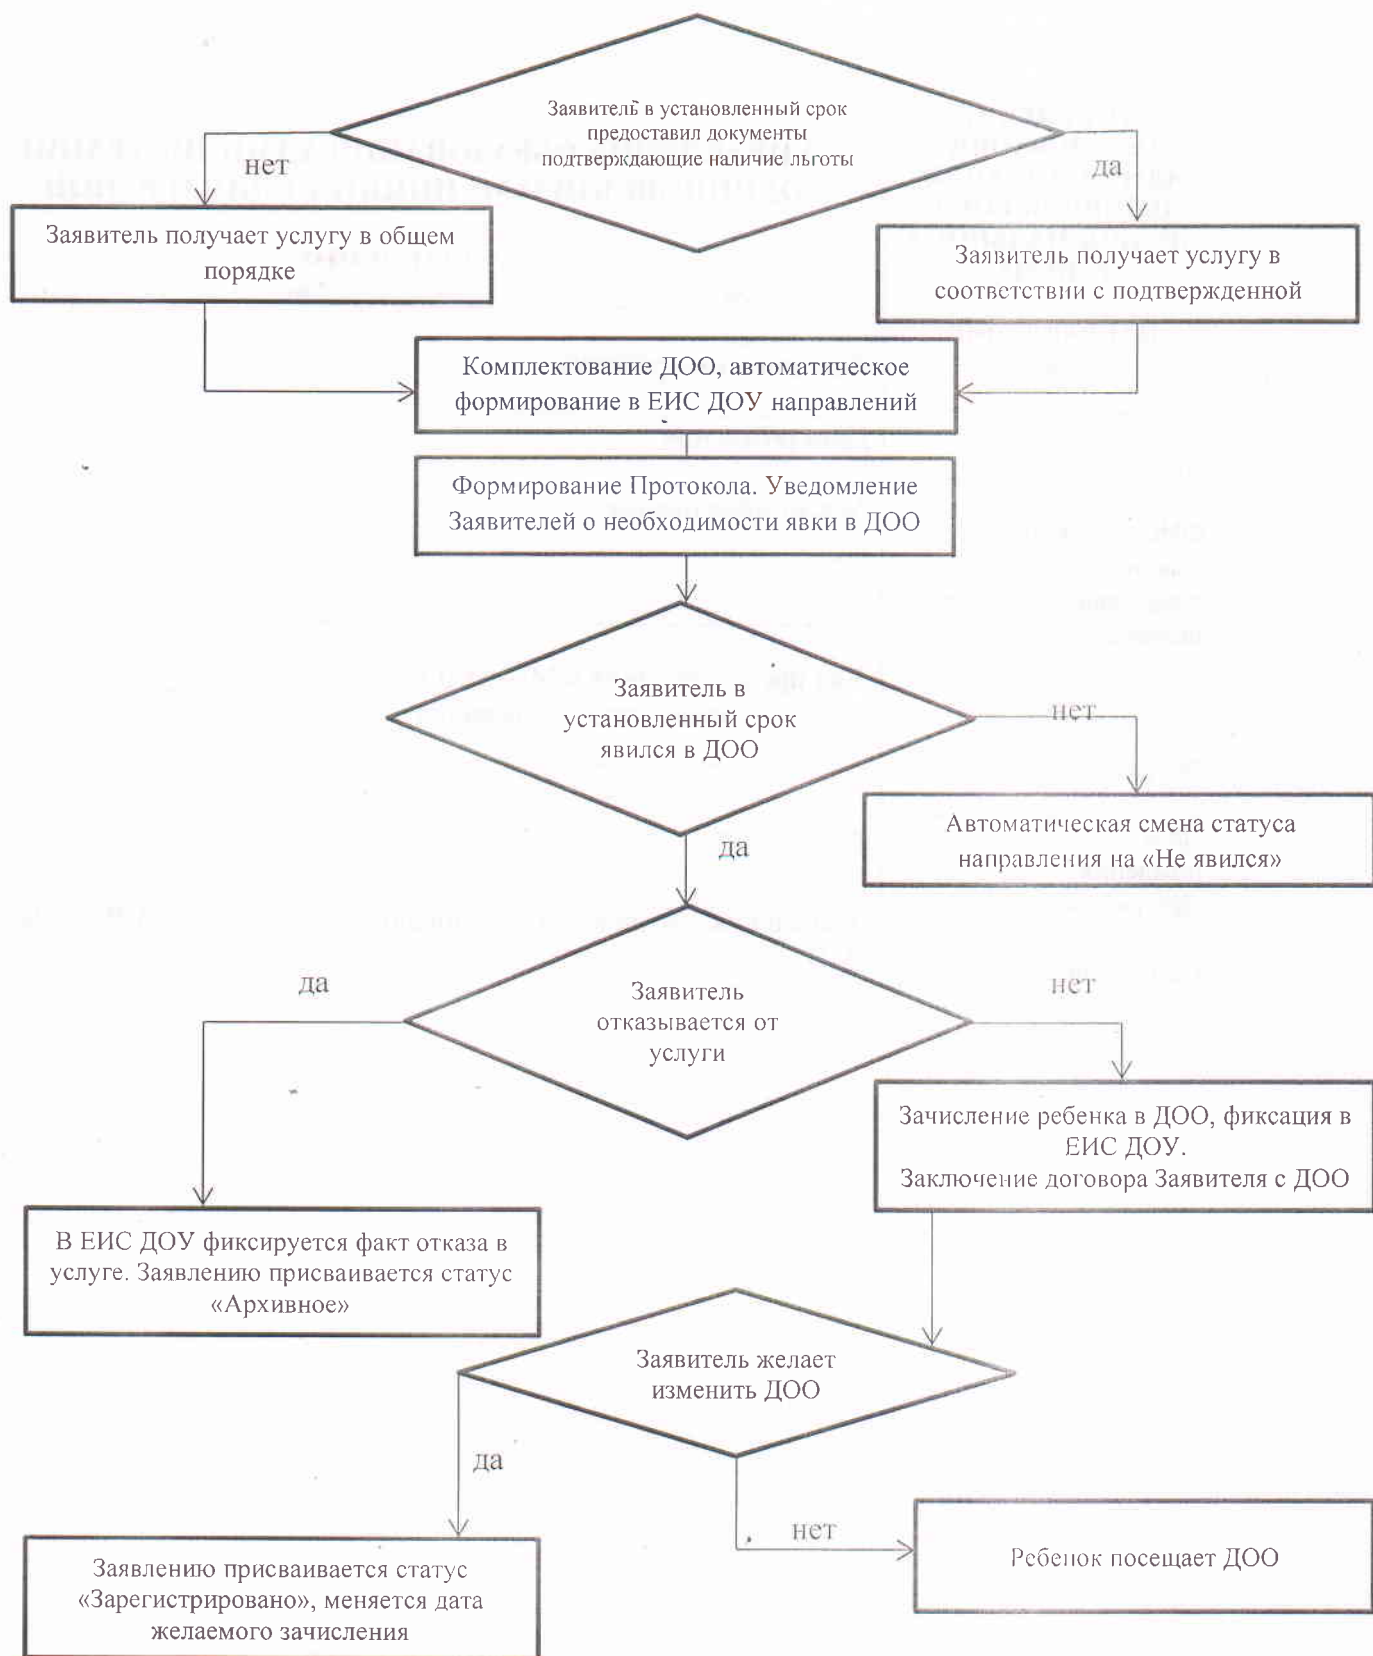 Заявитель в установленный срок
предоставил документы
подтверждающие наличие льготы
нет
да
Заявитель получает услугу в общем
порядке
Заявитель получает услугу в
соответствии с подтвержденной
Комплектование ДОО, автоматическое
формирование в ЕИС ДОУ направлений
Формирование Протокола. Уведомление
Заявителей о необходимости явки в ДОО
Заявитель в
установленный срок
явился в ДОО
нет
Автоматическая смена статуса
направления на «Не явился»
да
да
нет
Заявитель
отказывается от
услуги
Зачисление ребенка в ДОО, фиксация в
ЕИС ДОУ.
Заключение договора Заявителя с ДОО
В ЕИС ДОУ фиксируется факт отказа в
услуге. Заявлению присваивается статус
«Архивное»
Заявитель желает
изменить ДОО
да
нет
Ребенок посещает ДОО
Заявлению присваивается статус
«Зарегистрировано», меняется дата
желаемого зачисления